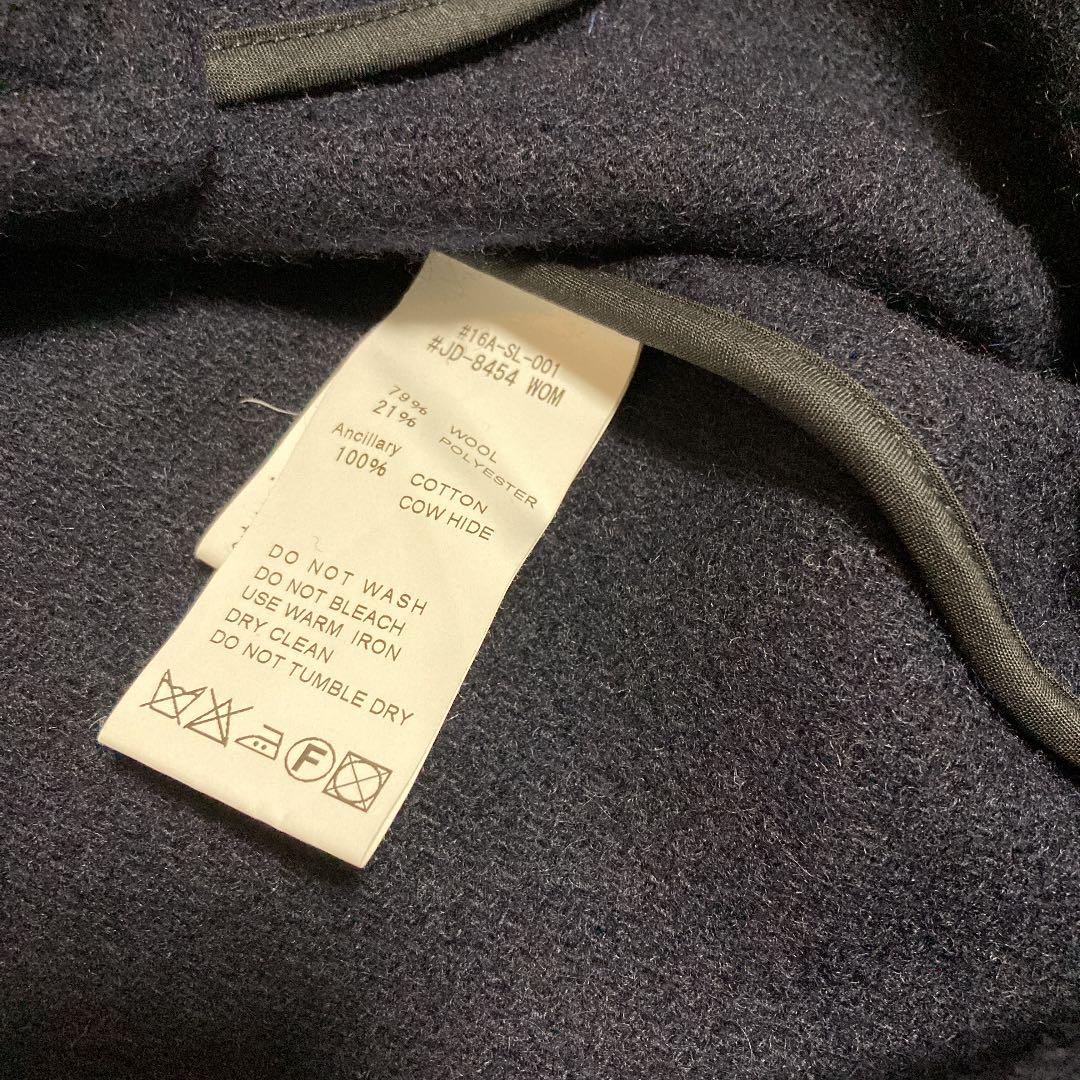 #16A-SL-001
#JD-8454 WOM
79% WOOL
21% POLYESTER
Ancillary
100% COTTON
COW HIDE
DO NOT WASH
DO NOT BLEACH
USE WARM IRON
DRY CLEAN
DO NOT TUMBLE DRY
F